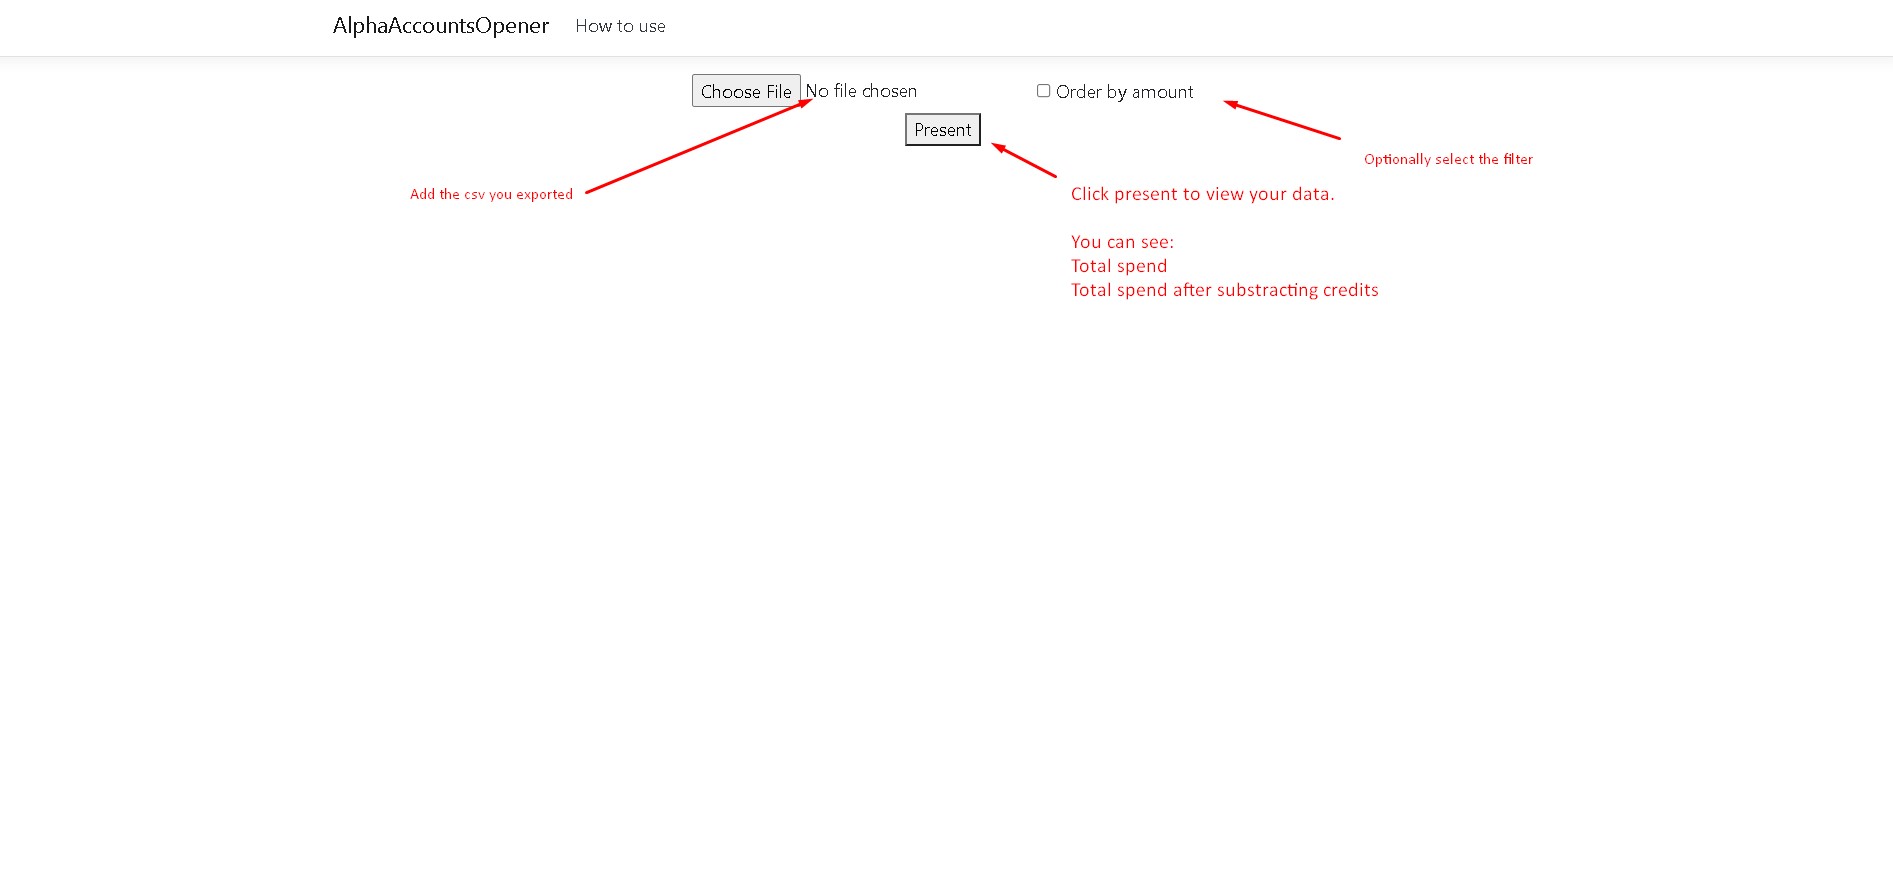 AlphaAccountsOpener How to use
Choose File No file chosen Order by amount
Present
Optionally select the filter
Add the csv you exported
Click present to view your data.
You can see:
Total spend
Total spend after substracting credits